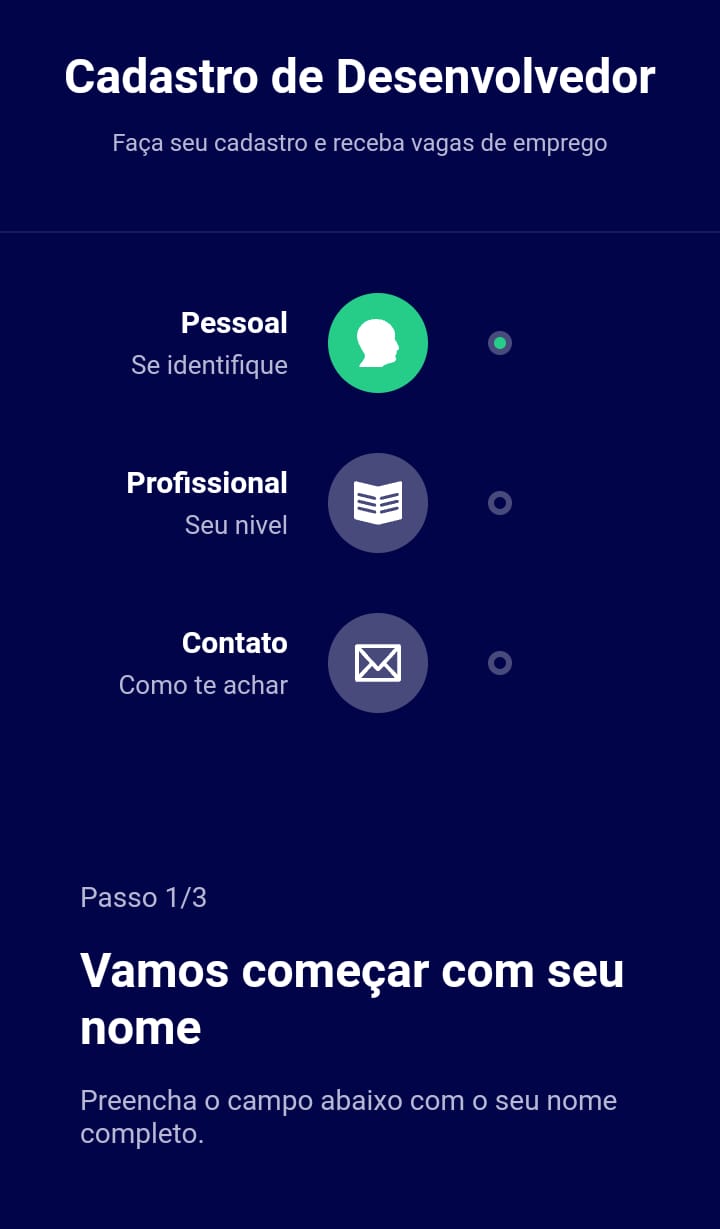 Cadastro de Desenvolvedor
Faça seu cadastro e receba vagas de emprego
Pessoal
Se identifique
Profissional
Seu nivel
Contato
Como te achar
Passo 1/3
Vamos começar com seu
nome
Preencha o campo abaixo com o seu nome
completo.